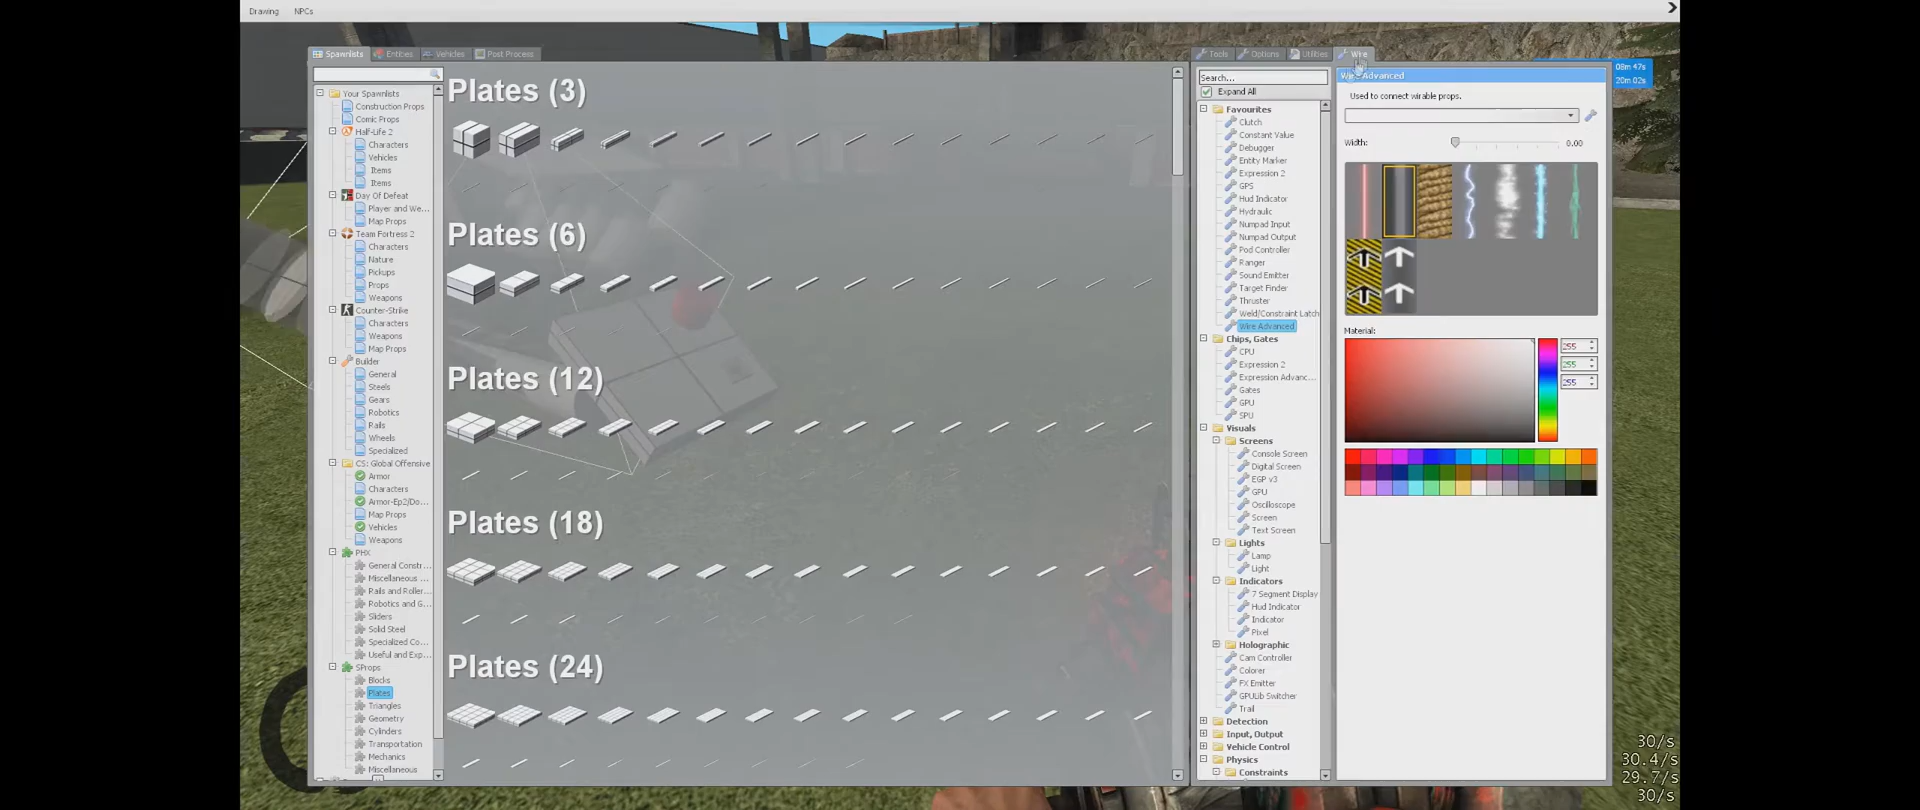 Drawing NPCs
Spawnlists Entities Vehicles Post Process
Your Spawnlists
Construction Props
Comic Props
Half-Life 2
Characters
Vehicles
Items
Items
Day Of Defeat
Player and We...
Map Props
Team Fortress 2
Characters
Nature
Pickups
Props
Weapons
Counter-Strike
Characters
Weapons
Map Props
Builder
General
Steels
Gears
Robotics
Rails
Wheels
Specialized
CS: Global Offensive
Armor
Characters
Armor-Ep2/Do...
Map Props
Vehicles
Weapons
PHX
General Constr...
Miscellaneous ...
Rails and Roller...
Robotics and G...
Sliders
Solid Steel
Specialized Co...
Useful and Exp...
SProps
Blocks
Plates
Triangles
Geometry
Cylinders
Transportation
Mechanics
Miscellaneous
Plates (3)
Plates (6)
Plates (12)
Plates (18)
Plates (24)
Tools Options Utilities Wire
Search...
Expand All
Favourites
Clutch
Constant Value
Debugger
Entity Marker
Expression 2
GPS
Hud Indicator
Hydraulic
Numpad Input
Numpad Output
Pod Controller
Ranger
Sound Emitter
Target Finder
Thruster
Weld/Constraint Latch
Wire Advanced
Chips, Gates
CPU
Expression 2
Expression Advanc...
Gates
GPU
SPU
Visuals
Screens
Console Screen
Digital Screen
EGP v3
GPU
Oscilloscope
Screen
Text Screen
Lights
Lamp
Light
Indicators
7 Segment Display
Hud Indicator
Indicator
Pixel
Holographic
Cam Controller
Colorer
FX Emitter
GPULib Switcher
Trail
Detection
Input, Output
Vehicle Control
Physics
Constraints
Wire Advanced
Used to connect wirable props.
Width: 0.00
Material:
255
255
255
08m 47s
20m 02s
30/s
30.4/s
29.7/s
30/s